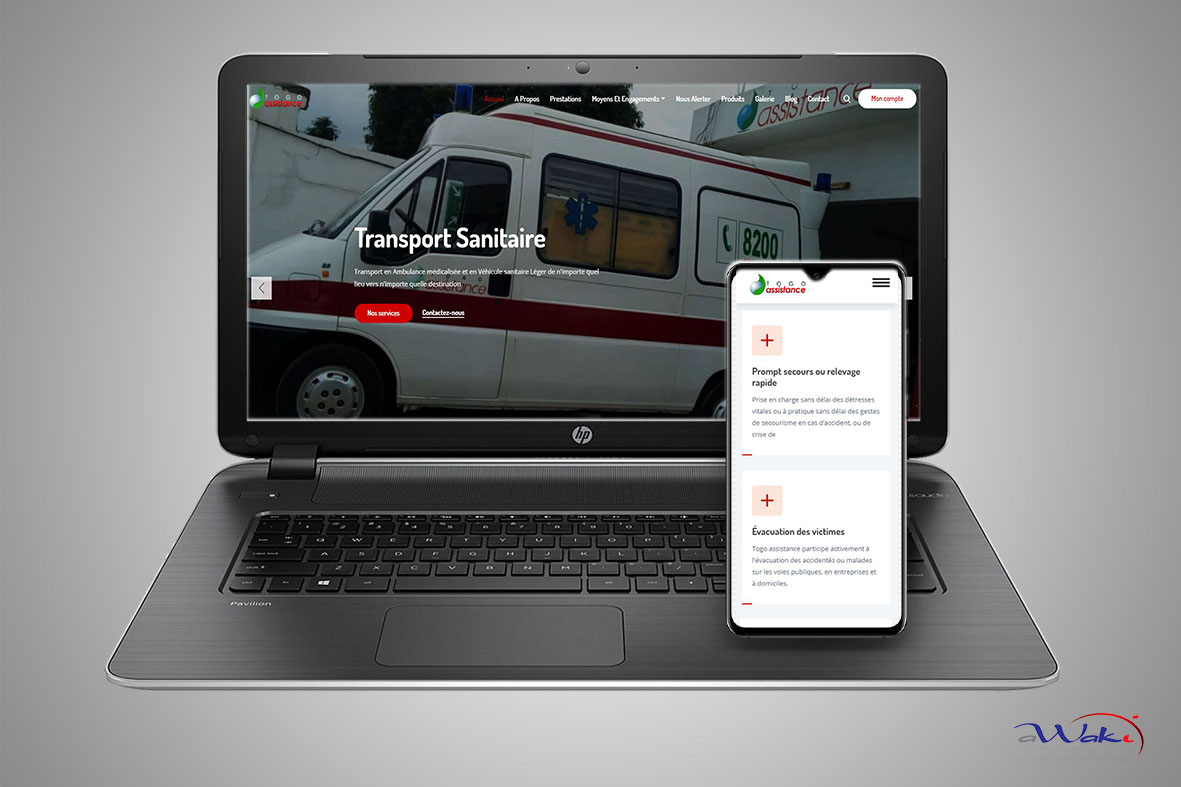 TOGO
assistance
Accueil A Propos Prestations Moyens Et Engagements Nous Alerter Produits Galerie Blog Contact Mon compte
assistance
8200
Transport Sanitaire
Transport en Ambulance médicalisée et en Véhicule sanitaire Léger de n'importe quel
lieu vers n'importe quelle destination
Nos services Contactez-nous
hp
TOGO
assistance
Prompt secours ou relevage
rapide
Prise en charge sans délai des détresses
vitales ou à pratique sans délai des gestes
de secourisme en cas d'accident, ou de
crise de
Évacuation des victimes
Togo assistance participe activement à
l'évacuation des accidentés ou malades
sur les voies publiques, en entreprises et
à domiciles.
Q W E R T Y U I O P
A S D F G H J K L
Z X C V B N M
Pavilion
aWaki